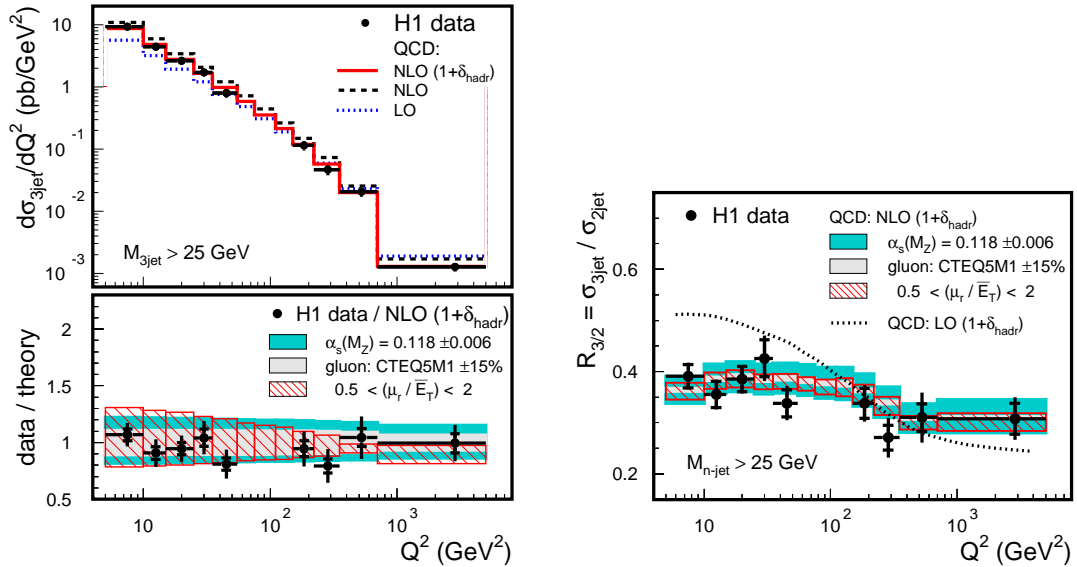 dσ3jet/dQ² (pb/GeV²)
10
1
10⁻¹
10⁻²
10⁻³
H1 data
QCD:
NLO (1+δhadr)
NLO
LO
M3jet > 25 GeV
data / theory
2
1.5
1
0.5
H1 data / NLO (1+δhadr)
αs(MZ) = 0.118 ±0.006
gluon: CTEQ5M1 ±15%
0.5 < (μr / ET) < 2
10
10²
10³
Q² (GeV²)
R3/2 = σ3jet / σ2jet
0.6
0.4
0.2
H1 data
QCD: NLO (1+δhadr)
αs(MZ) = 0.118 ±0.006
gluon: CTEQ5M1 ±15%
0.5 < (μr / ET) < 2
QCD: LO (1+δhadr)
Mn-jet > 25 GeV
10
10²
10³
Q² (GeV²)